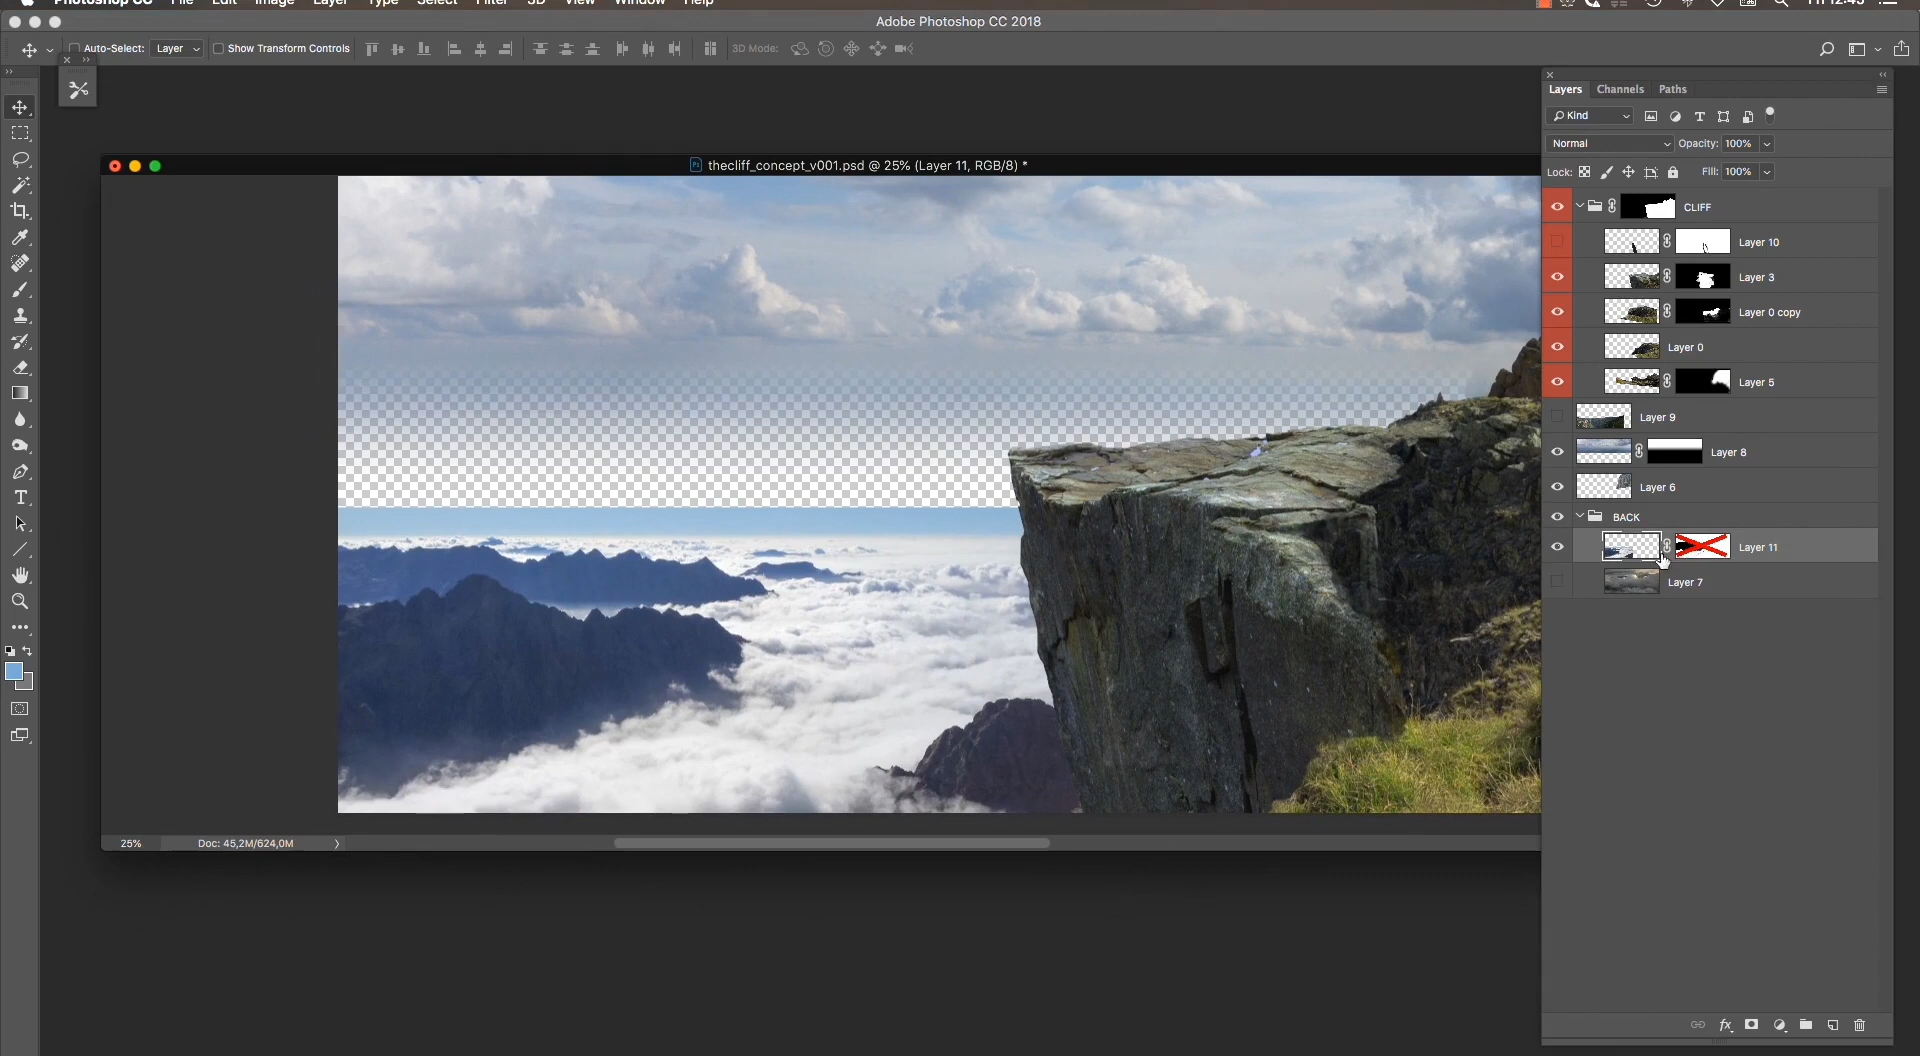 Photoshop CC File Edit Image Layer Type Select Filter 3D View Window Help Fri 12:45
Adobe Photoshop CC 2018
Auto-Select: Layer Show Transform Controls 3D Mode:
thecliff_concept_v001.psd @ 25% (Layer 11, RGB/8) *
25% Doc: 45,2M/624,0M
Layers Channels Paths
Kind
Normal Opacity: 100%
Lock: Fill: 100%
CLIFF
Layer 10
Layer 3
Layer 0 copy
Layer 0
Layer 5
Layer 9
Layer 8
Layer 6
BACK
Layer 11
Layer 7